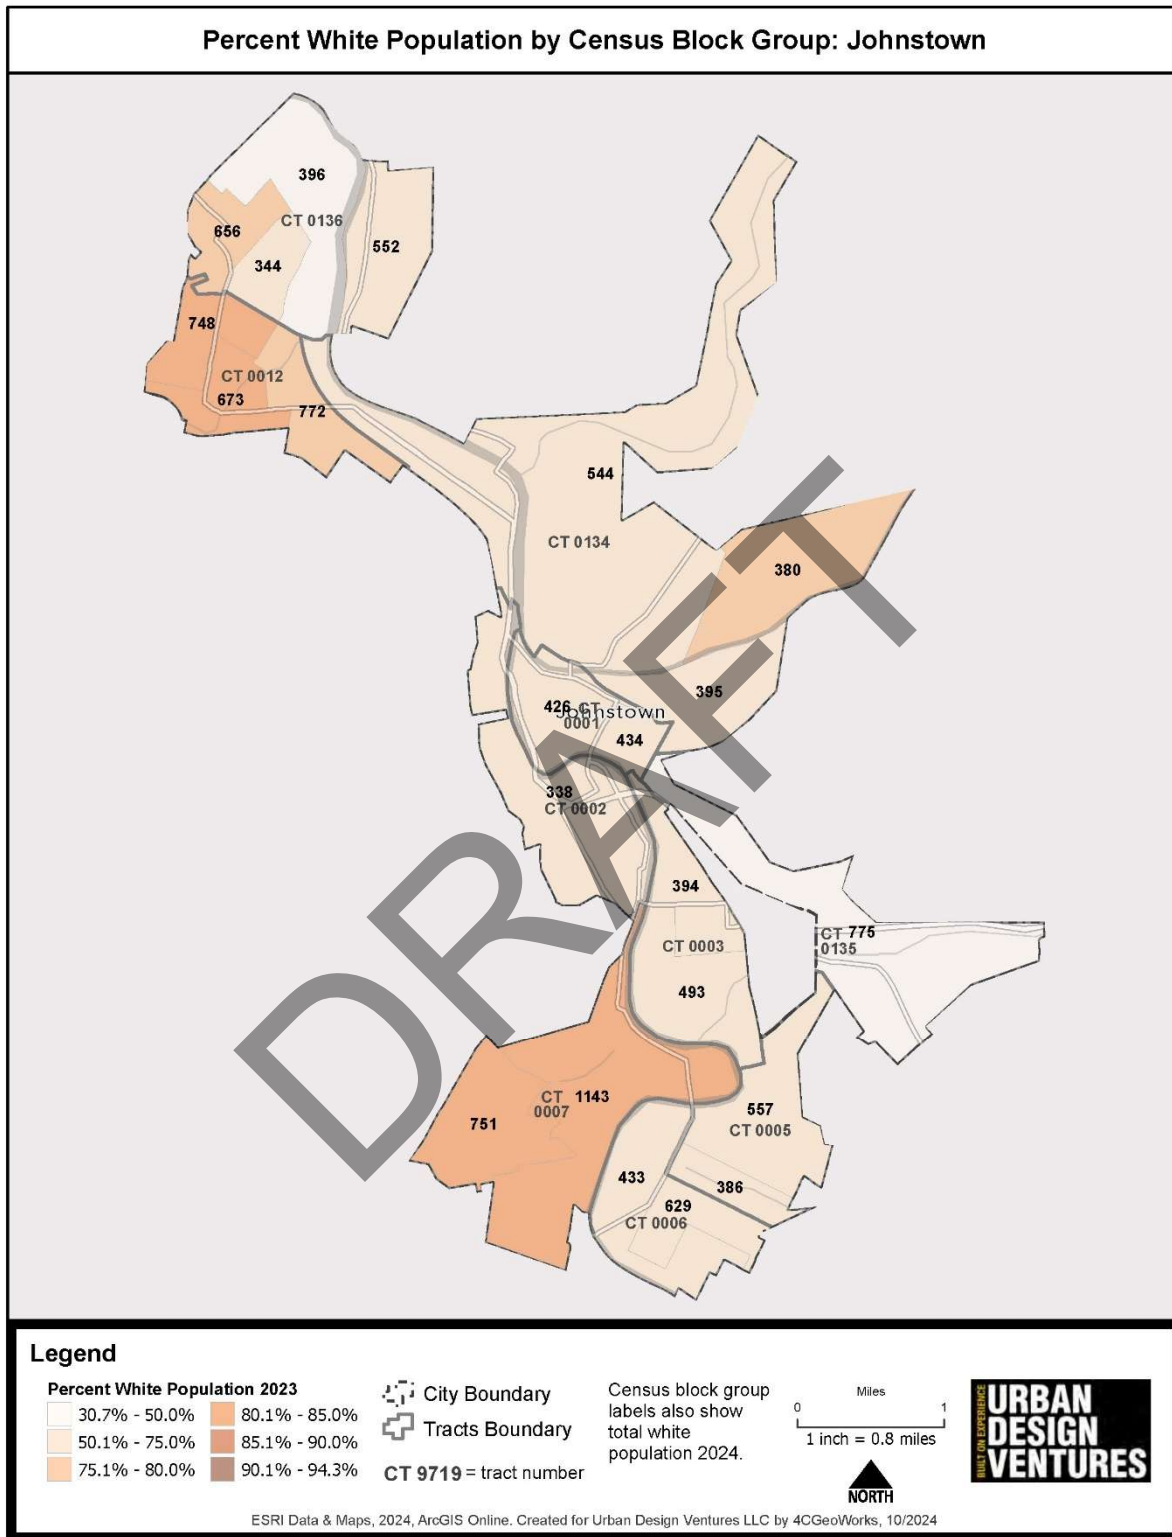 Percent White Population by Census Block Group: Johnstown
396
CT 0136
656
552
344
748
CT 0012
673
772
544
CT 0134
380
395
426 CT
Johnstown
0001
434
338
CT 0002
394
CT 775
0135
CT 0003
493
CT 1143
0007
751
557
CT 0005
433
386
629
CT 0006
DRAFT
Legend
Percent White Population 2023
30.7% - 50.0%
50.1% - 75.0%
75.1% - 80.0%
80.1% - 85.0%
85.1% - 90.0%
90.1% - 94.3%
City Boundary
Tracts Boundary
CT 9719 = tract number
Census block group
labels also show
total white
population 2024.
Miles
0 1
1 inch = 0.8 miles
NORTH
BUILT ON EXPERIENCE
URBAN
DESIGN
VENTURES
ESRI Data & Maps, 2024, ArcGIS Online. Created for Urban Design Ventures LLC by 4CGeoWorks, 10/2024